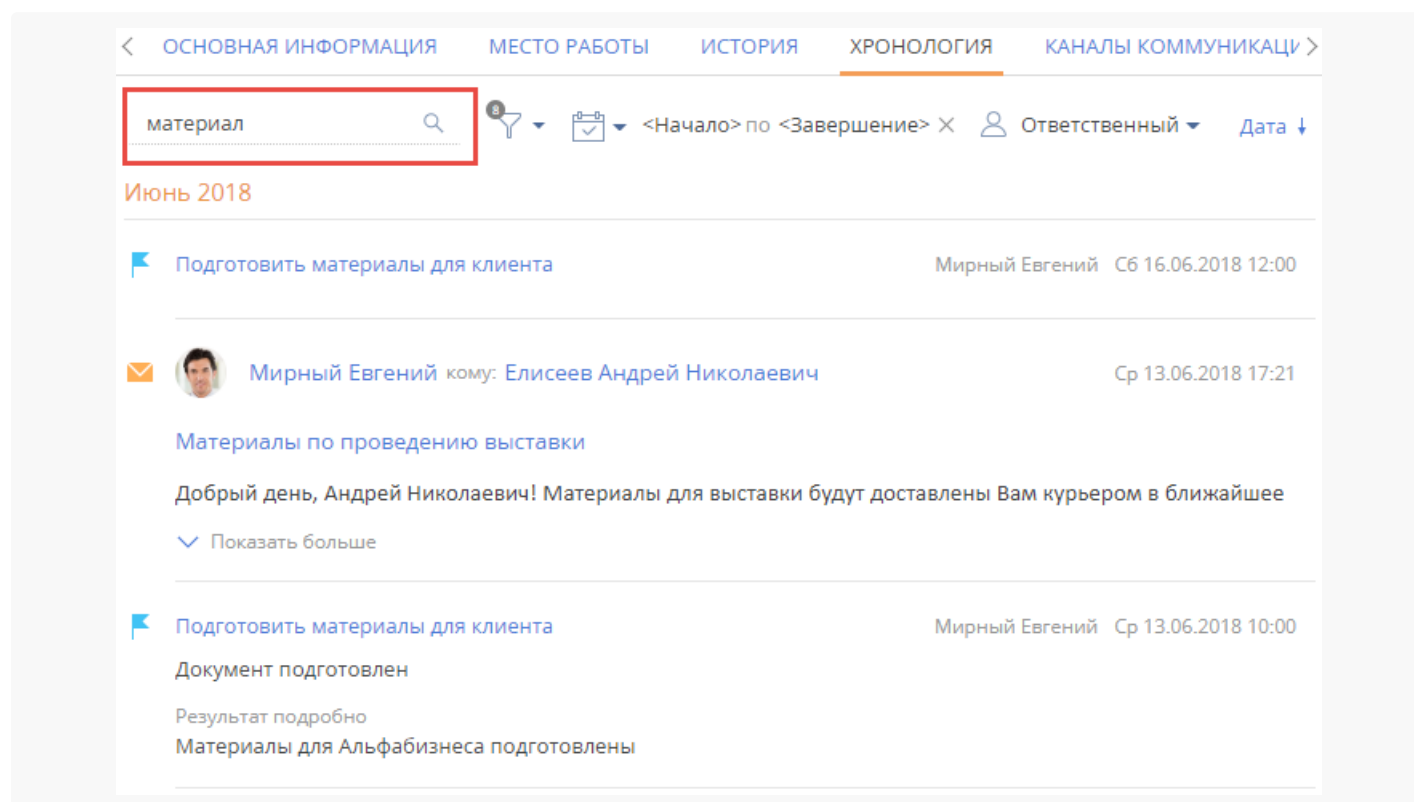 ОСНОВНАЯ ИНФОРМАЦИЯ МЕСТО РАБОТЫ ИСТОРИЯ ХРОНОЛОГИЯ КАНАЛЫ КОММУНИКАЦИ
материал 8 <Начало> по <Завершение> Ответственный Дата
Июнь 2018
Подготовить материалы для клиента Мирный Евгений Сб 16.06.2018 12:00
Мирный Евгений кому: Елисеев Андрей Николаевич Ср 13.06.2018 17:21
Материалы по проведению выставки
Добрый день, Андрей Николаевич! Материалы для выставки будут доставлены Вам курьером в ближайшее
Показать больше
Подготовить материалы для клиента Мирный Евгений Ср 13.06.2018 10:00
Документ подготовлен
Результат подробно
Материалы для Альфабизнеса подготовлены